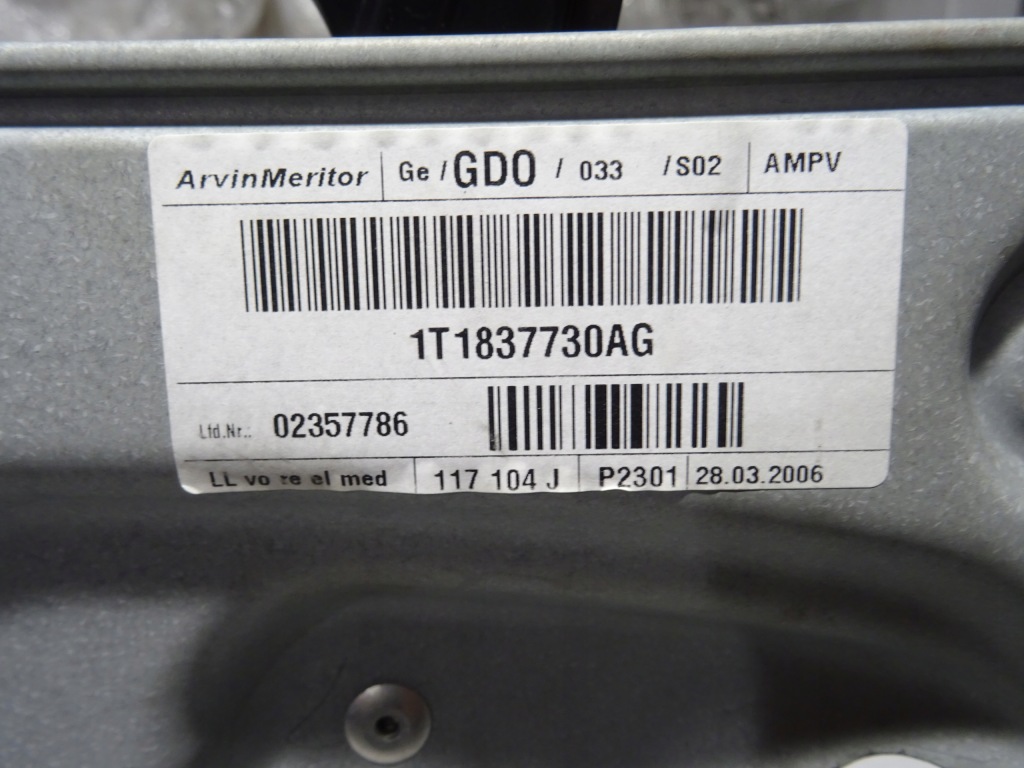 ArvinMeritor Ge / GDO / 033 / S02 AMPV
1T1837730AG
Lfd.Nr.: 02357786
LL vo re el med 117 104 J P2301 28.03.2006